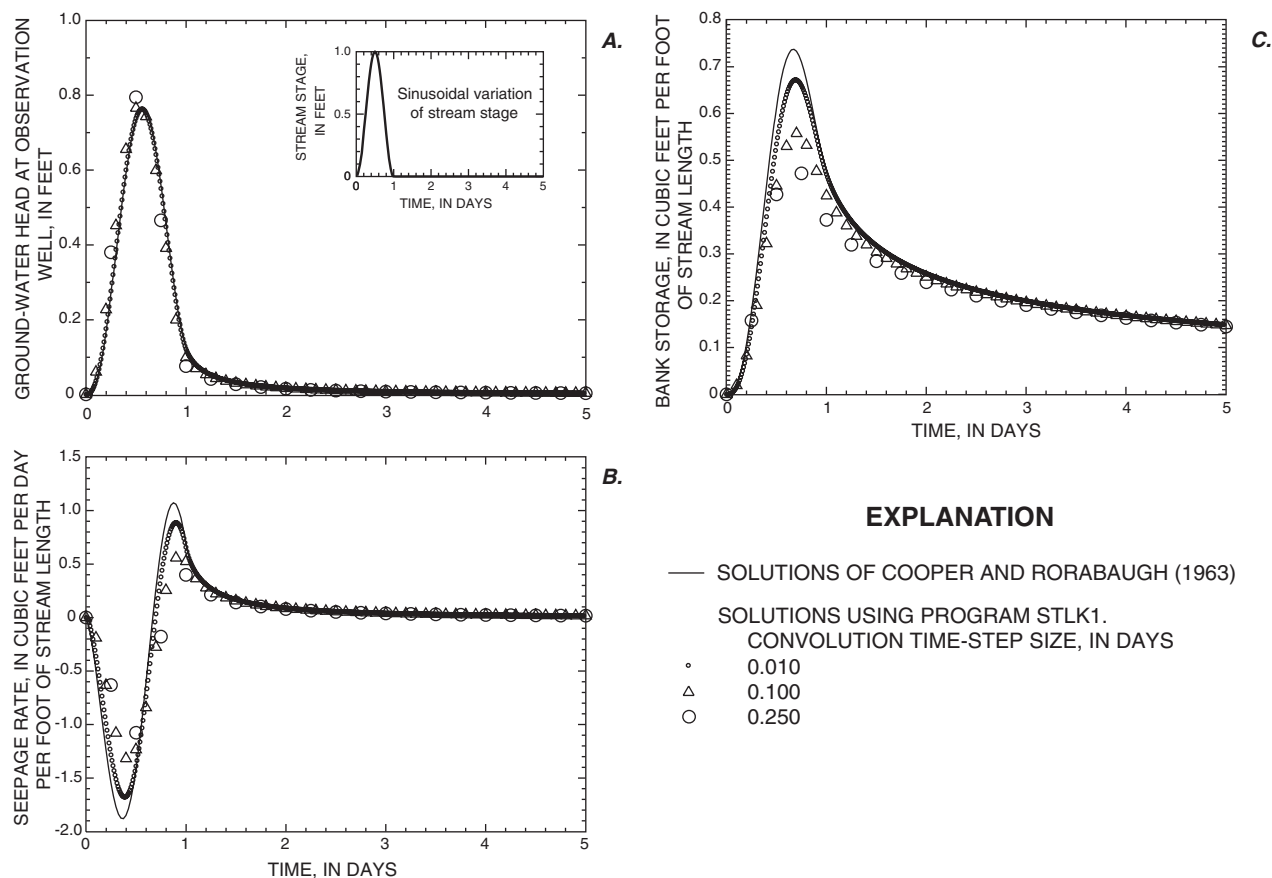 A.
GROUND-WATER HEAD AT OBSERVATION
WELL, IN FEET
1.0
0.8
0.6
0.4
0.2
0
0 1 2 3 4 5
STREAM STAGE,
IN FEET
1.0
0.5
0
Sinusoidal variation
of stream stage
0 1 2 3 4 5
TIME, IN DAYS
B.
SEEPAGE RATE, IN CUBIC FEET PER DAY
PER FOOT OF STREAM LENGTH
1.5
1.0
0.5
0
-0.5
-1.0
-1.5
-2.0
0 1 2 3 4 5
TIME, IN DAYS
C.
BANK STORAGE, IN CUBIC FEET PER FOOT
OF STREAM LENGTH
0.8
0.7
0.6
0.5
0.4
0.3
0.2
0.1
0
0 1 2 3 4 5
TIME, IN DAYS
EXPLANATION
SOLUTIONS OF COOPER AND RORABAUGH (1963)
SOLUTIONS USING PROGRAM STLK1.
CONVOLUTION TIME-STEP SIZE, IN DAYS
0.010
0.100
0.250